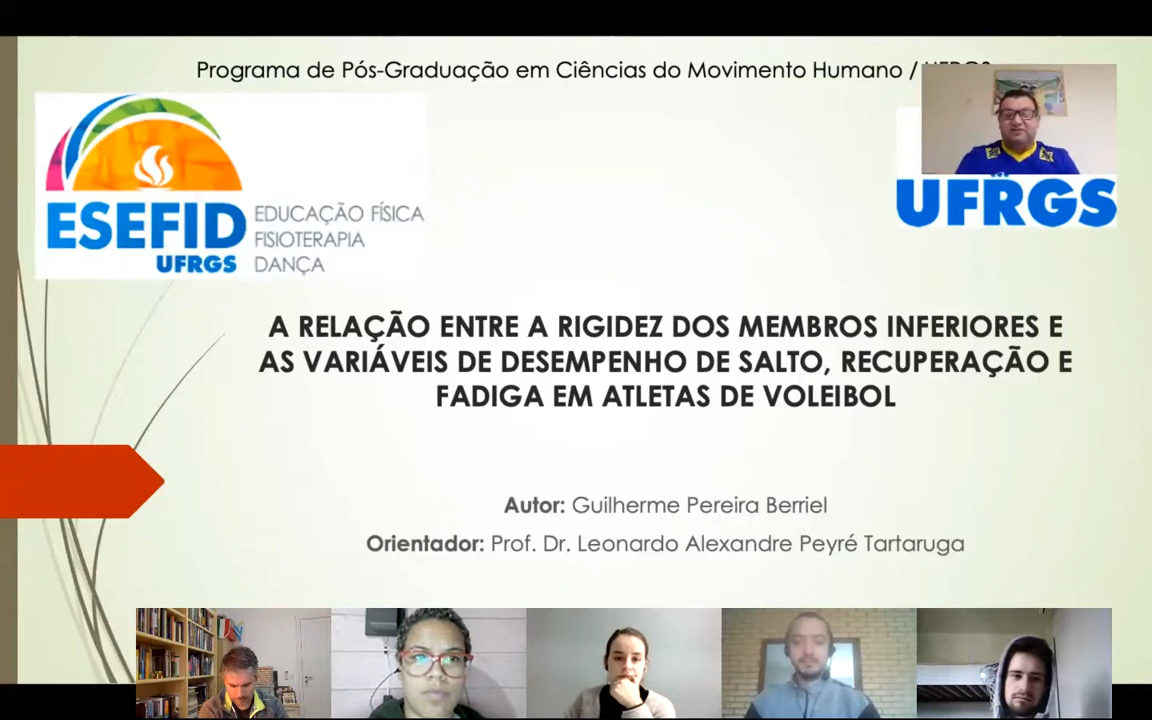 Programa de Pós-Graduação em Ciências do Movimento Humano /
ESEFID
UFRGS
EDUCAÇÃO FÍSICA
FISIOTERAPIA
DANÇA
UFRGS
A RELAÇÃO ENTRE A RIGIDEZ DOS MEMBROS INFERIORES E
AS VARIÁVEIS DE DESEMPENHO DE SALTO, RECUPERAÇÃO E
FADIGA EM ATLETAS DE VOLEIBOL
Autor: Guilherme Pereira Berriel
Orientador: Prof. Dr. Leonardo Alexandre Peyré Tartaruga